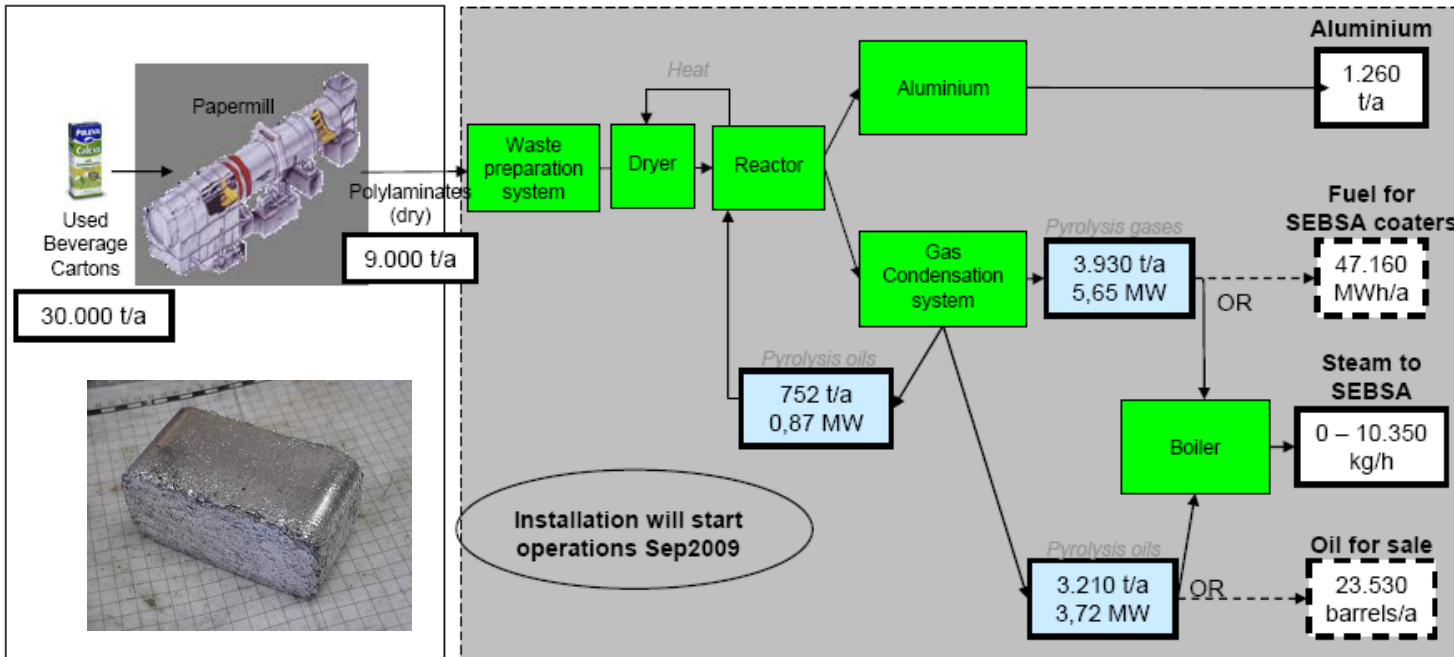 Papermill
Used
Beverage
Cartons
30.000 t/a
Polylaminates
(dry)
9.000 t/a
Waste
preparation
system
Heat
Dryer
Reactor
Aluminium
Aluminium
1.260
t/a
Gas
Condensation
system
Pyrolysis gases
3.930 t/a
5,65 MW
OR
Fuel for
SEBSA coaters
47.160
MWh/a
Pyrolysis oils
752 t/a
0,87 MW
Boiler
Steam to
SEBSA
0 – 10.350
kg/h
Installation will start
operations Sep2009
Pyrolysis oils
3.210 t/a
3,72 MW
OR
Oil for sale
23.530
barrels/a